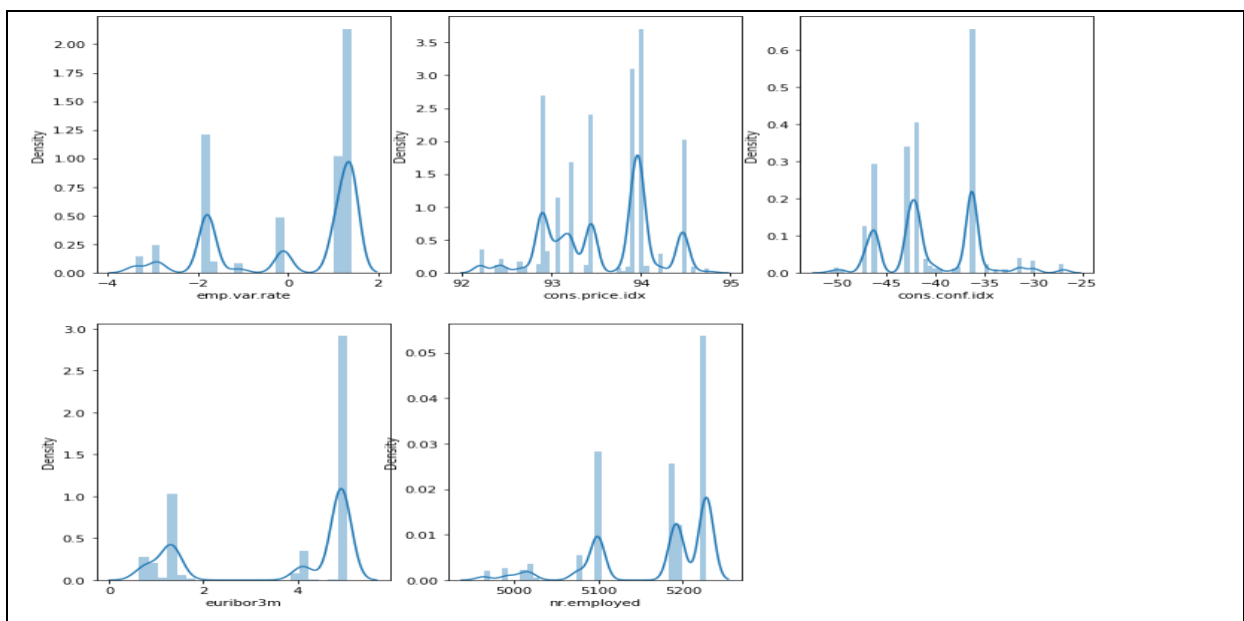 2.00
1.75
1.50
1.25
1.00
0.75
0.50
0.25
0.00
Density
−4 −2 0 2
emp.var.rate
3.5
3.0
2.5
2.0
1.5
1.0
0.5
0.0
Density
92 93 94 95
cons.price.idx
0.6
0.5
0.4
0.3
0.2
0.1
0.0
Density
−50 −45 −40 −35 −30 −25
cons.conf.idx
3.0
2.5
2.0
1.5
1.0
0.5
0.0
Density
0 2 4
euribor3m
0.05
0.04
0.03
0.02
0.01
0.00
Density
5000 5100 5200
nr.employed